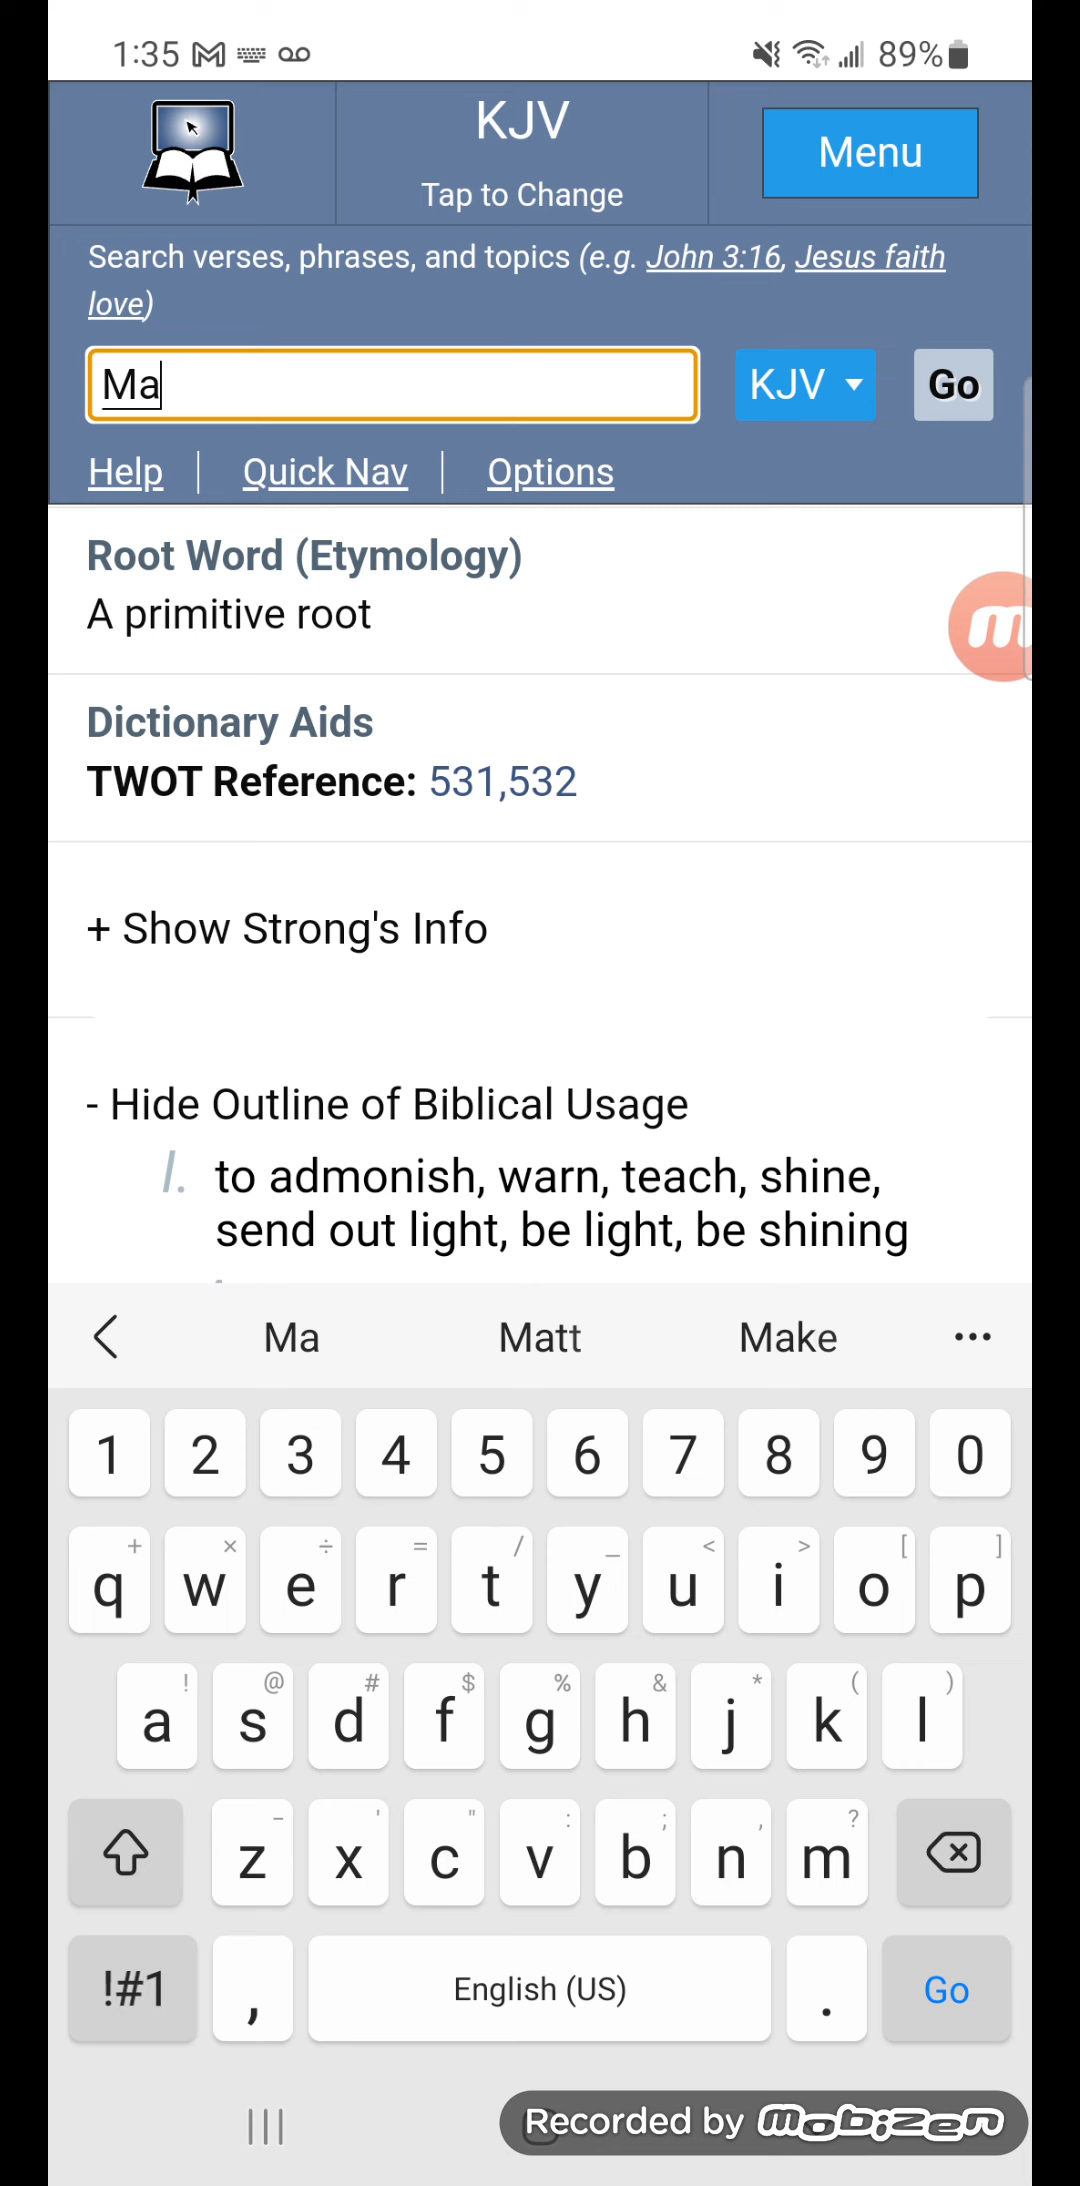 1:35 89%
KJV
Tap to Change
Menu
Search verses, phrases, and topics (e.g. John 3:16, Jesus faith
love)
Ma KJV Go
Help | Quick Nav | Options
Root Word (Etymology)
A primitive root
Dictionary Aids
TWOT Reference: 531,532
+ Show Strong's Info
- Hide Outline of Biblical Usage
I. to admonish, warn, teach, shine,
send out light, be light, be shining
Ma Matt Make ...
1 2 3 4 5 6 7 8 9 0
+ × ÷ = / _ < > [ ]
q w e r t y u i o p
! @ # $ % & * ( )
a s d f g h j k l
- ' " : ; , ?
z x c v b n m
!#1 , English (US) . Go
Recorded by mobizen